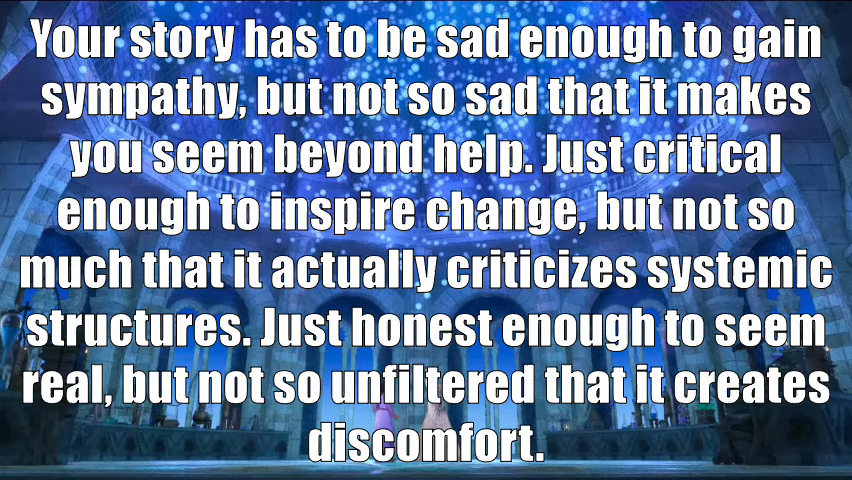 Your story has to be sad enough to gain
sympathy, but not so sad that it makes
you seem beyond help. Just critical
enough to inspire change, but not so
much that it actually criticizes systemic
structures. Just honest enough to seem
real, but not so unfiltered that it creates
discomfort.